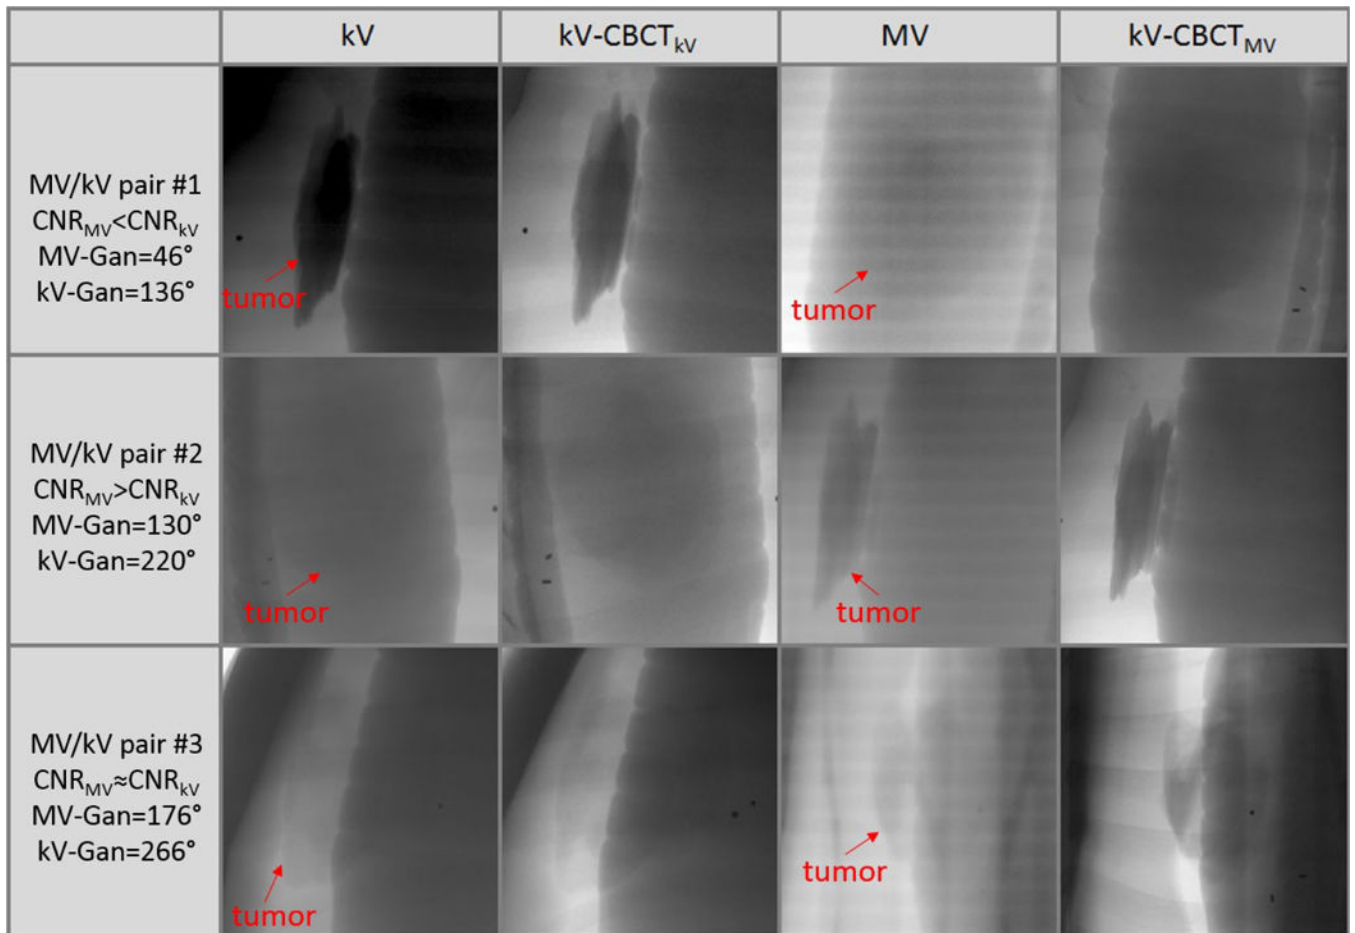 kV kV-CBCTkV MV kV-CBCTMV
MV/kV pair #1
CNRMV<CNRkV
MV-Gan=46°
kV-Gan=136°
tumor
tumor
MV/kV pair #2
CNRMV>CNRkV
MV-Gan=130°
kV-Gan=220°
tumor
tumor
MV/kV pair #3
CNRMV≈CNRkV
MV-Gan=176°
kV-Gan=266°
tumor
tumor